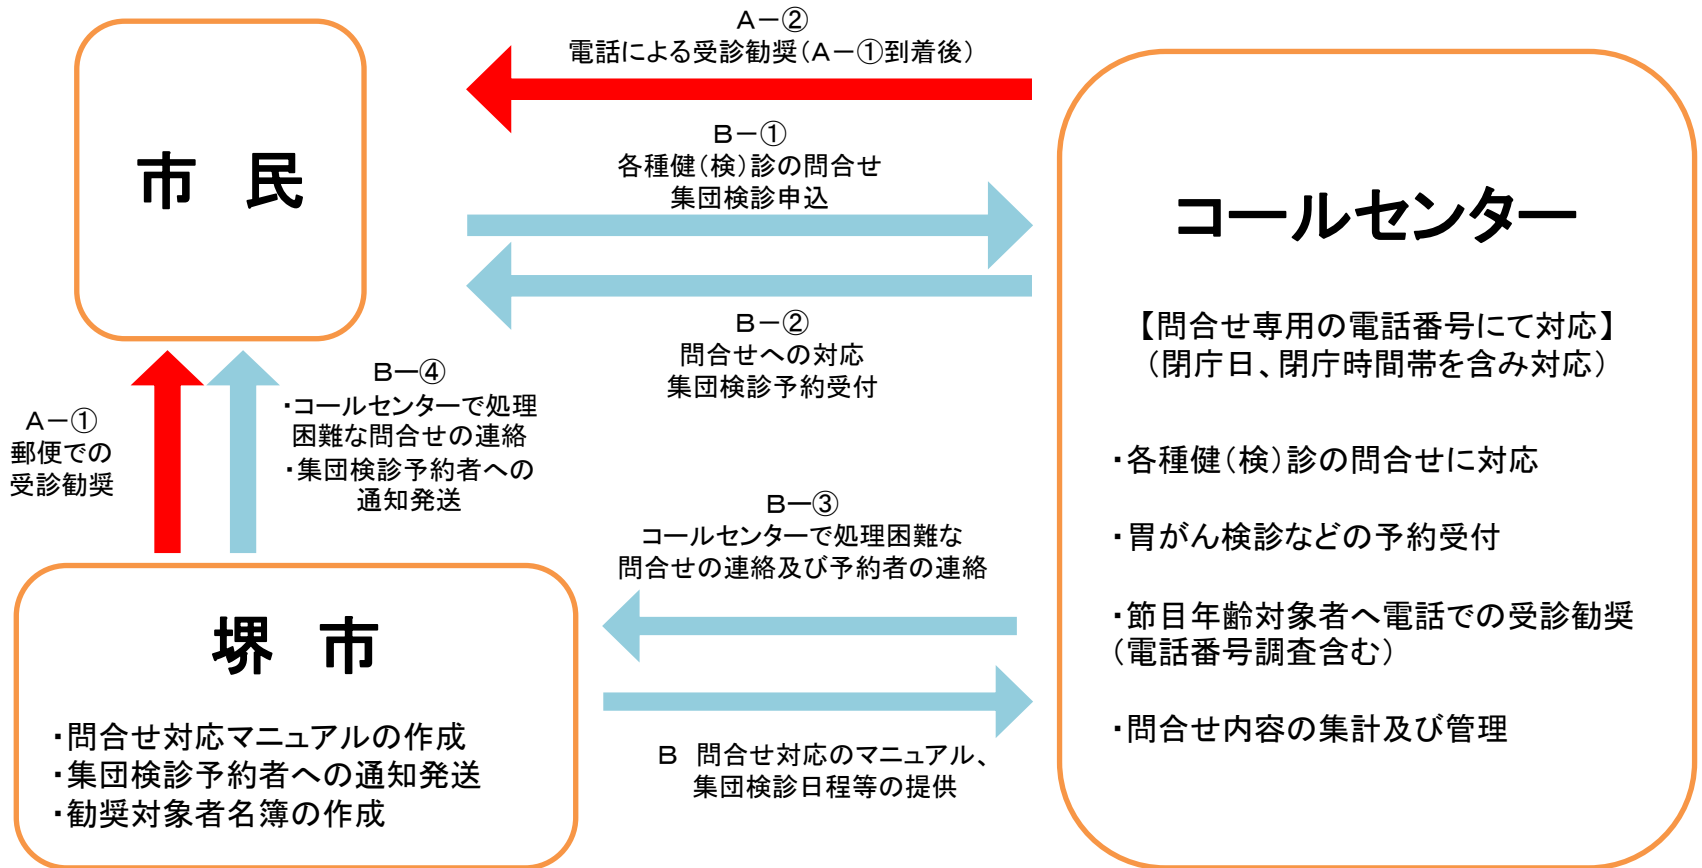 A-②
電話による受診勧奨(A-①到着後)
市 民
B-①
各種健(検)診の問合せ
集団検診申込
B-②
問合せへの対応
集団検診予約受付
コールセンター
【問合せ専用の電話番号にて対応】
(閉庁日、閉庁時間帯を含み対応)
・各種健(検)診の問合せに対応
・胃がん検診などの予約受付
・節目年齢対象者へ電話での受診勧奨
(電話番号調査含む)
・問合せ内容の集計及び管理
A-①
郵便での
受診勧奨
B-④
・コールセンターで処理
困難な問合せの連絡
・集団検診予約者への
通知発送
B-③
コールセンターで処理困難な
問合せの連絡及び予約者の連絡
堺 市
・問合せ対応マニュアルの作成
・集団検診予約者への通知発送
・勧奨対象者名簿の作成
B 問合せ対応のマニュアル、
集団検診日程等の提供